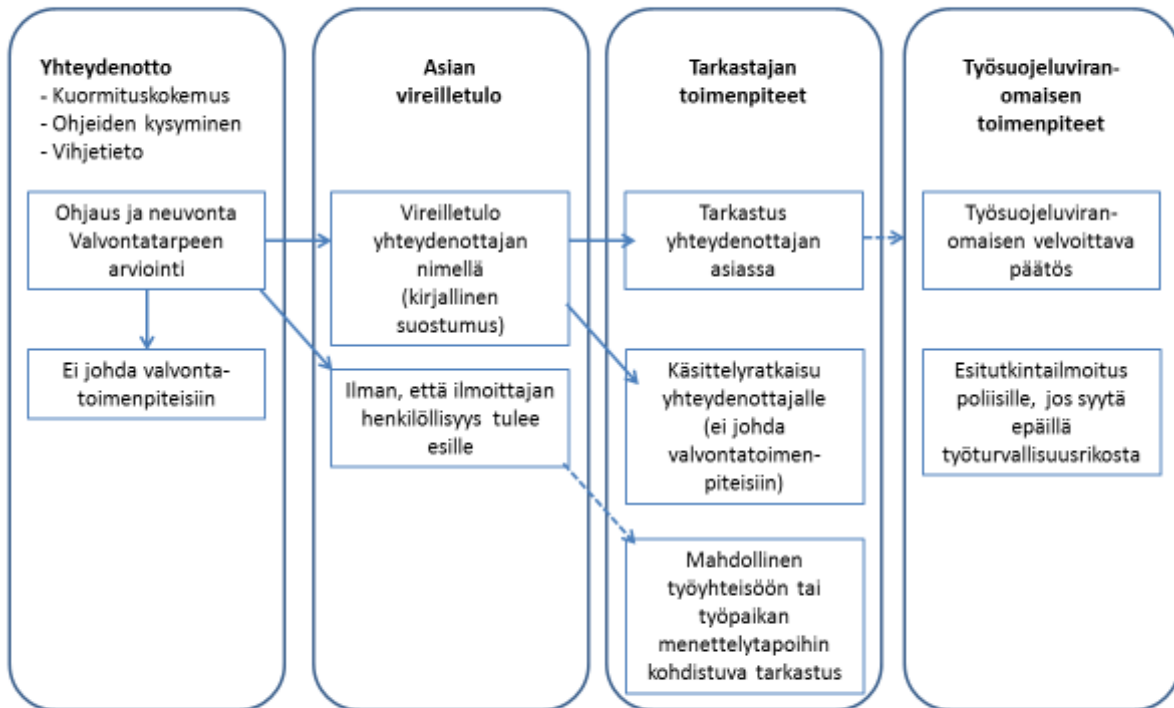 Yhteydenotto
- Kuormituskokemus
- Ohjeiden kysyminen
- Vihjetieto
Ohjaus ja neuvonta
Valvontatarpeen
arviointi
Ei johda valvonta-
toimenpiteisiin
Asian
vireilletulo
Vireilletulo
yhteydenottajan
nimellä
(kirjallinen
suostumus)
Ilman, että ilmoittajan
henkilöllisyys tulee
esille
Tarkastajan
toimenpiteet
Tarkastus
yhteydenottajan
asiassa
Käsittelyratkaisu
yhteydenottajalle
(ei johda
valvontatoimen-
piteisiin)
Mahdollinen
työyhteisöön tai
työpaikan
menettelytapoihin
kohdistuva tarkastus
Työsuojeluviran-
omaisen
toimenpiteet
Työsuojeluviran-
omaisen velvoittava
päätös
Esitutkintailmoitus
poliisille, jos syytä
epäillä
työturvallisuusrikosta